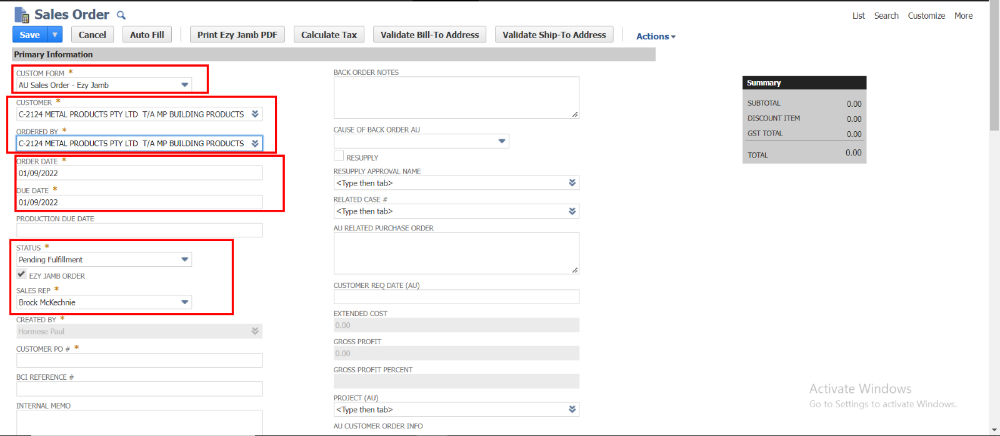 Sales Order
List Search Customize More
Save Cancel Auto Fill Print Ezy Jamb PDF Calculate Tax Validate Bill-To Address Validate Ship-To Address Actions
Primary Information
CUSTOM FORM *
AU Sales Order - Ezy Jamb
CUSTOMER *
C-2124 METAL PRODUCTS PTY LTD T/A MP BUILDING PRODUCTS
ORDERED BY *
C-2124 METAL PRODUCTS PTY LTD T/A MP BUILDING PRODUCTS
ORDER DATE *
01/09/2022
DUE DATE *
01/09/2022
PRODUCTION DUE DATE
STATUS *
Pending Fulfillment
EZY JAMB ORDER
SALES REP *
Brock McKechnie
CREATED BY *
Hormese Paul
CUSTOMER PO # *
BCI REFERENCE #
INTERNAL MEMO
BACK ORDER NOTES
CAUSE OF BACK ORDER AU
RESUPPLY
RESUPPLY APPROVAL NAME
<Type then tab>
RELATED CASE #
<Type then tab>
AU RELATED PURCHASE ORDER
CUSTOMER REQ DATE (AU)
EXTENDED COST
0.00
GROSS PROFIT
0.00
GROSS PROFIT PERCENT
PROJECT (AU)
<Type then tab>
AU CUSTOMER ORDER INFO
Summary
SUBTOTAL 0.00
DISCOUNT ITEM 0.00
GST TOTAL 0.00
TOTAL 0.00
Activate Windows
Go to Settings to activate Windows.